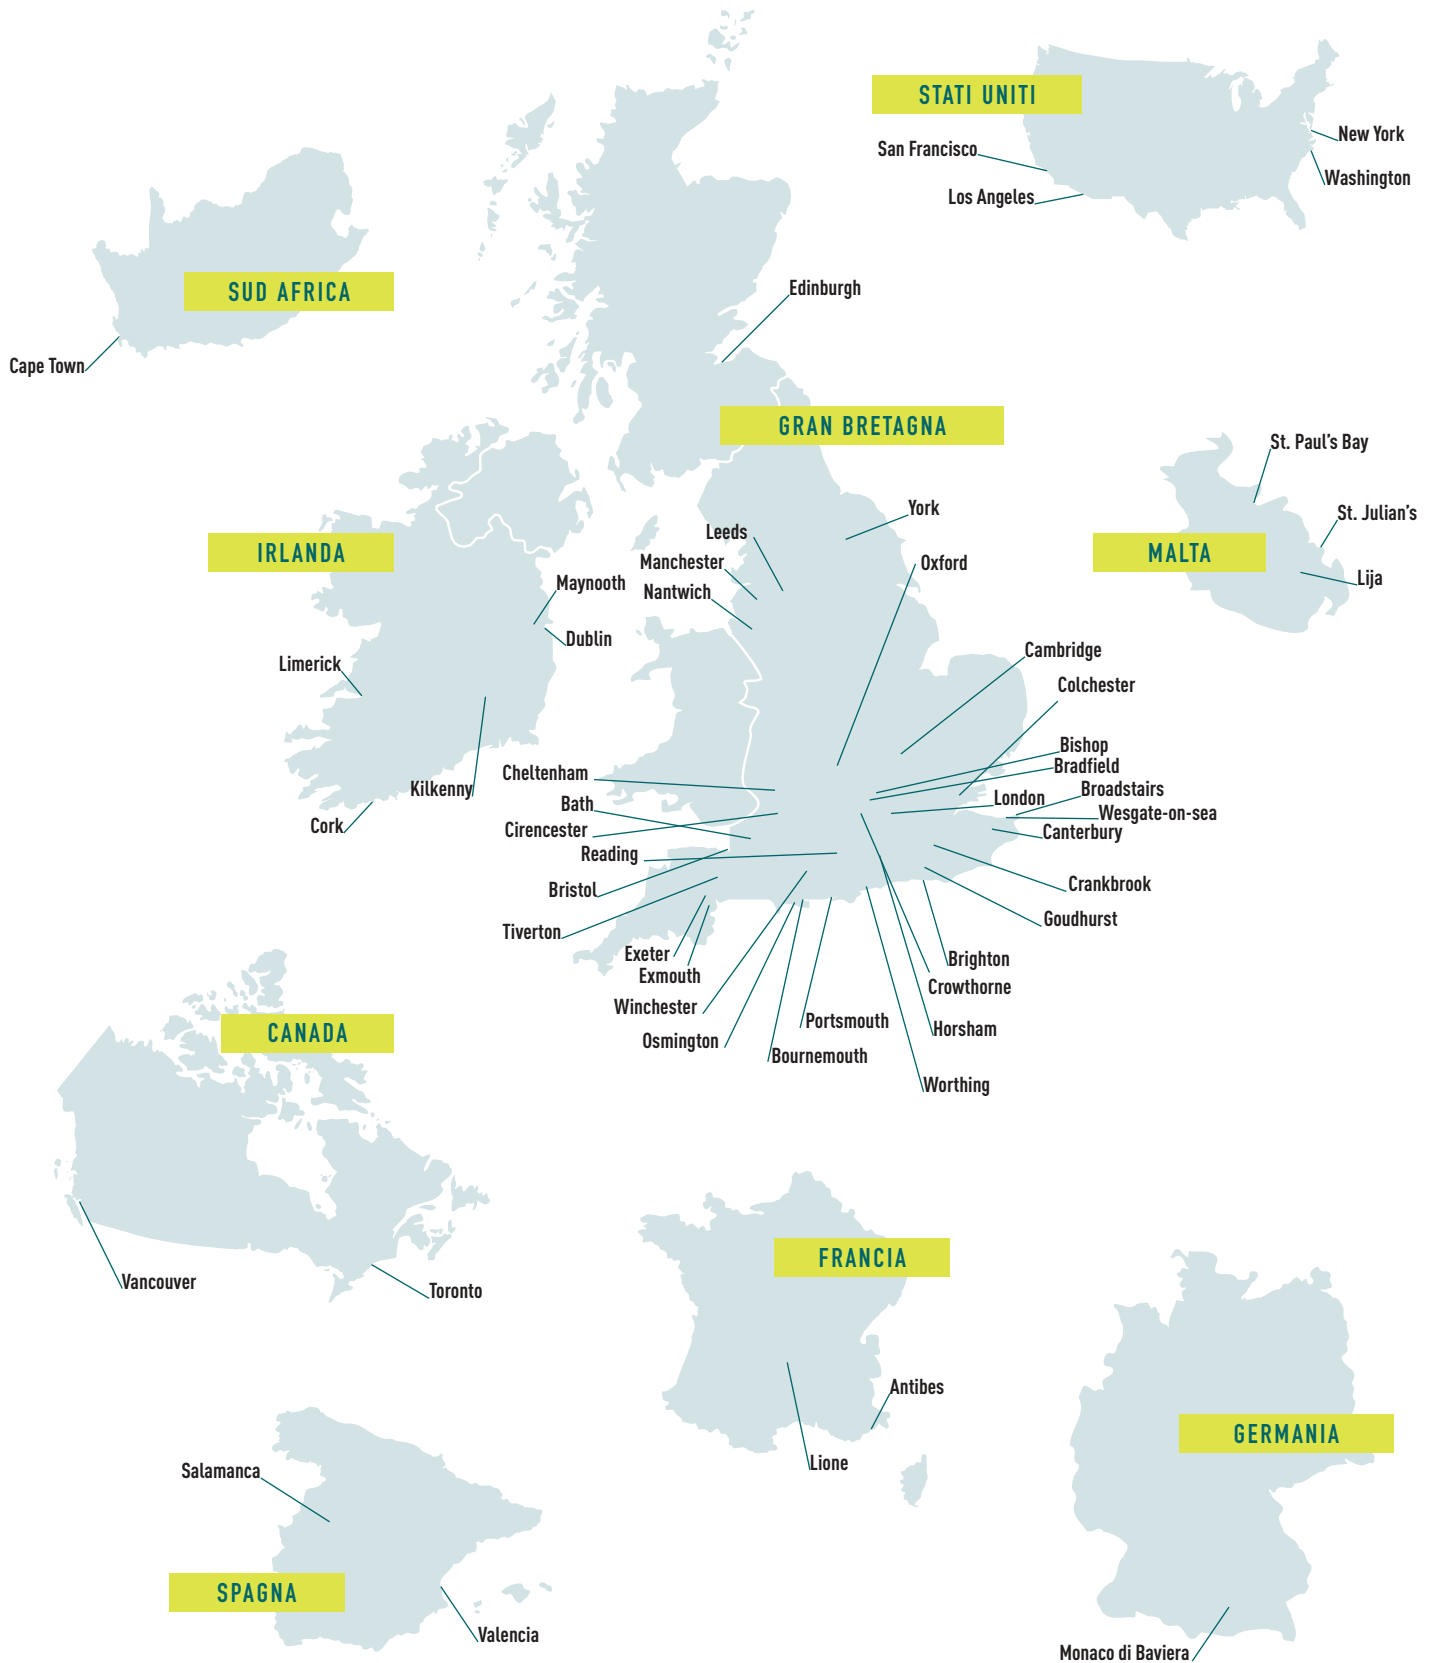 STATI UNITI
New York
San Francisco
Washington
Los Angeles
SUD AFRICA
Cape Town
Edinburgh
GRAN BRETAGNA
York
Leeds
Manchester
Nantwich
Oxford
Cambridge
Colchester
Bishop
Bradfield
Broadstairs
London
Wesgate-on-sea
Canterbury
Cheltenham
Bath
Cirencester
Reading
Bristol
Tiverton
Exeter
Exmouth
Winchester
Osmington
Crankbrook
Goudhurst
Brighton
Crowthorne
Portsmouth
Horsham
Bournemouth
Worthing
IRLANDA
Maynooth
Dublin
Limerick
Kilkenny
Cork
MALTA
St. Paul's Bay
St. Julian's
Lija
CANADA
Vancouver
Toronto
FRANCIA
Antibes
Lione
GERMANIA
Monaco di Baviera
SPAGNA
Salamanca
Valencia